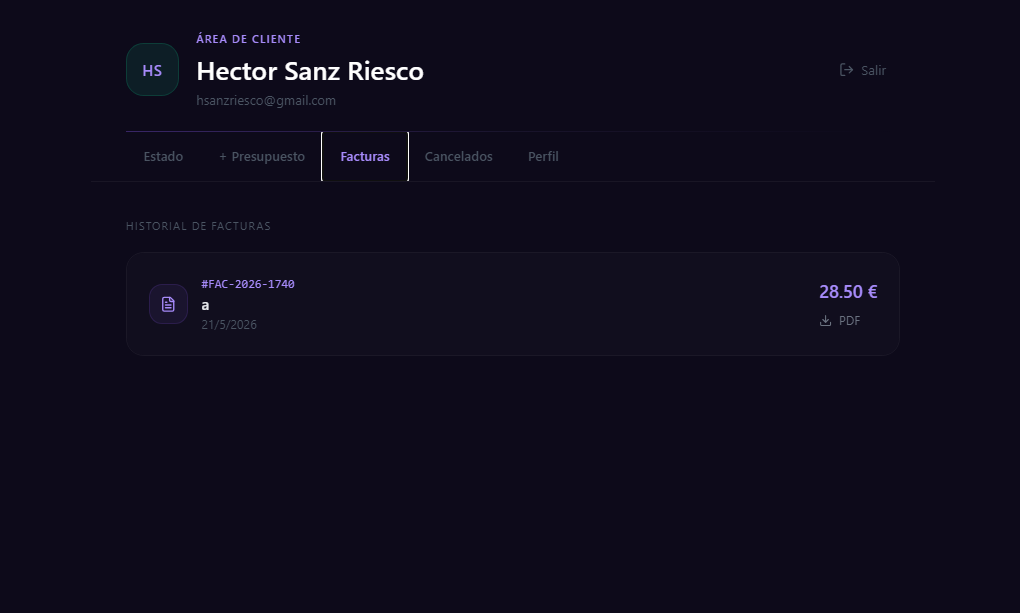 ÁREA DE CLIENTE
HS
Hector Sanz Riesco
hsanzriesco@gmail.com
Salir
Estado
+ Presupuesto
Facturas
Cancelados
Perfil
HISTORIAL DE FACTURAS
#FAC-2026-1740
a
21/5/2026
28.50 €
PDF